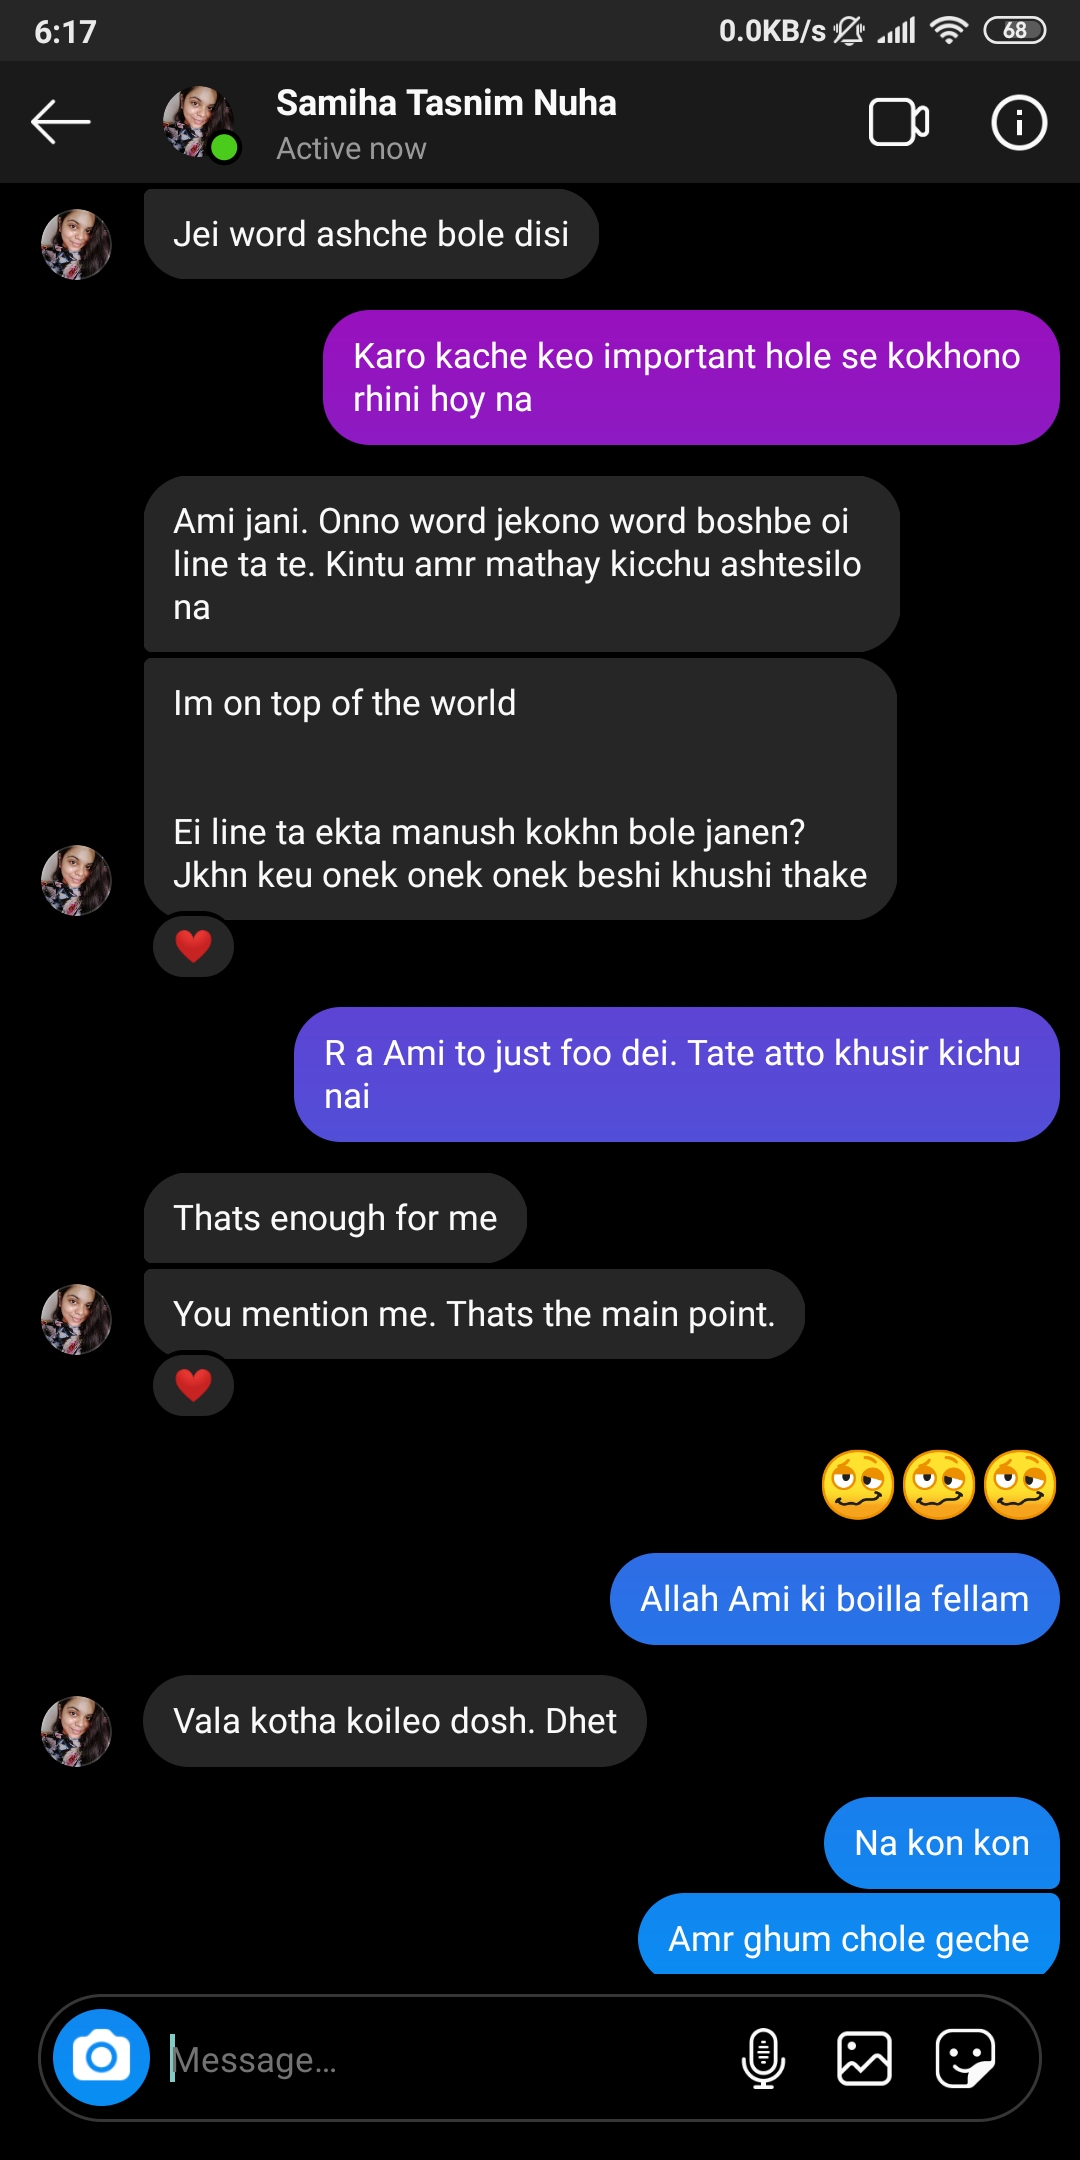 6:17
0.0KB/s
68
Samiha Tasnim Nuha
Active now
Jei word ashche bole disi
Karo kache keo important hole se kokhono
rhini hoy na
Ami jani. Onno word jekono word boshbe oi
line ta te. Kintu amr mathay kicchu ashtesilo
na
Im on top of the world
Ei line ta ekta manush kokhn bole janen?
Jkhn keu onek onek onek beshi khushi thake
R a Ami to just foo dei. Tate atto khusir kichu
nai
Thats enough for me
You mention me. Thats the main point.
Allah Ami ki boilla fellam
Vala kotha koileo dosh. Dhet
Na kon kon
Amr ghum chole geche
Message...